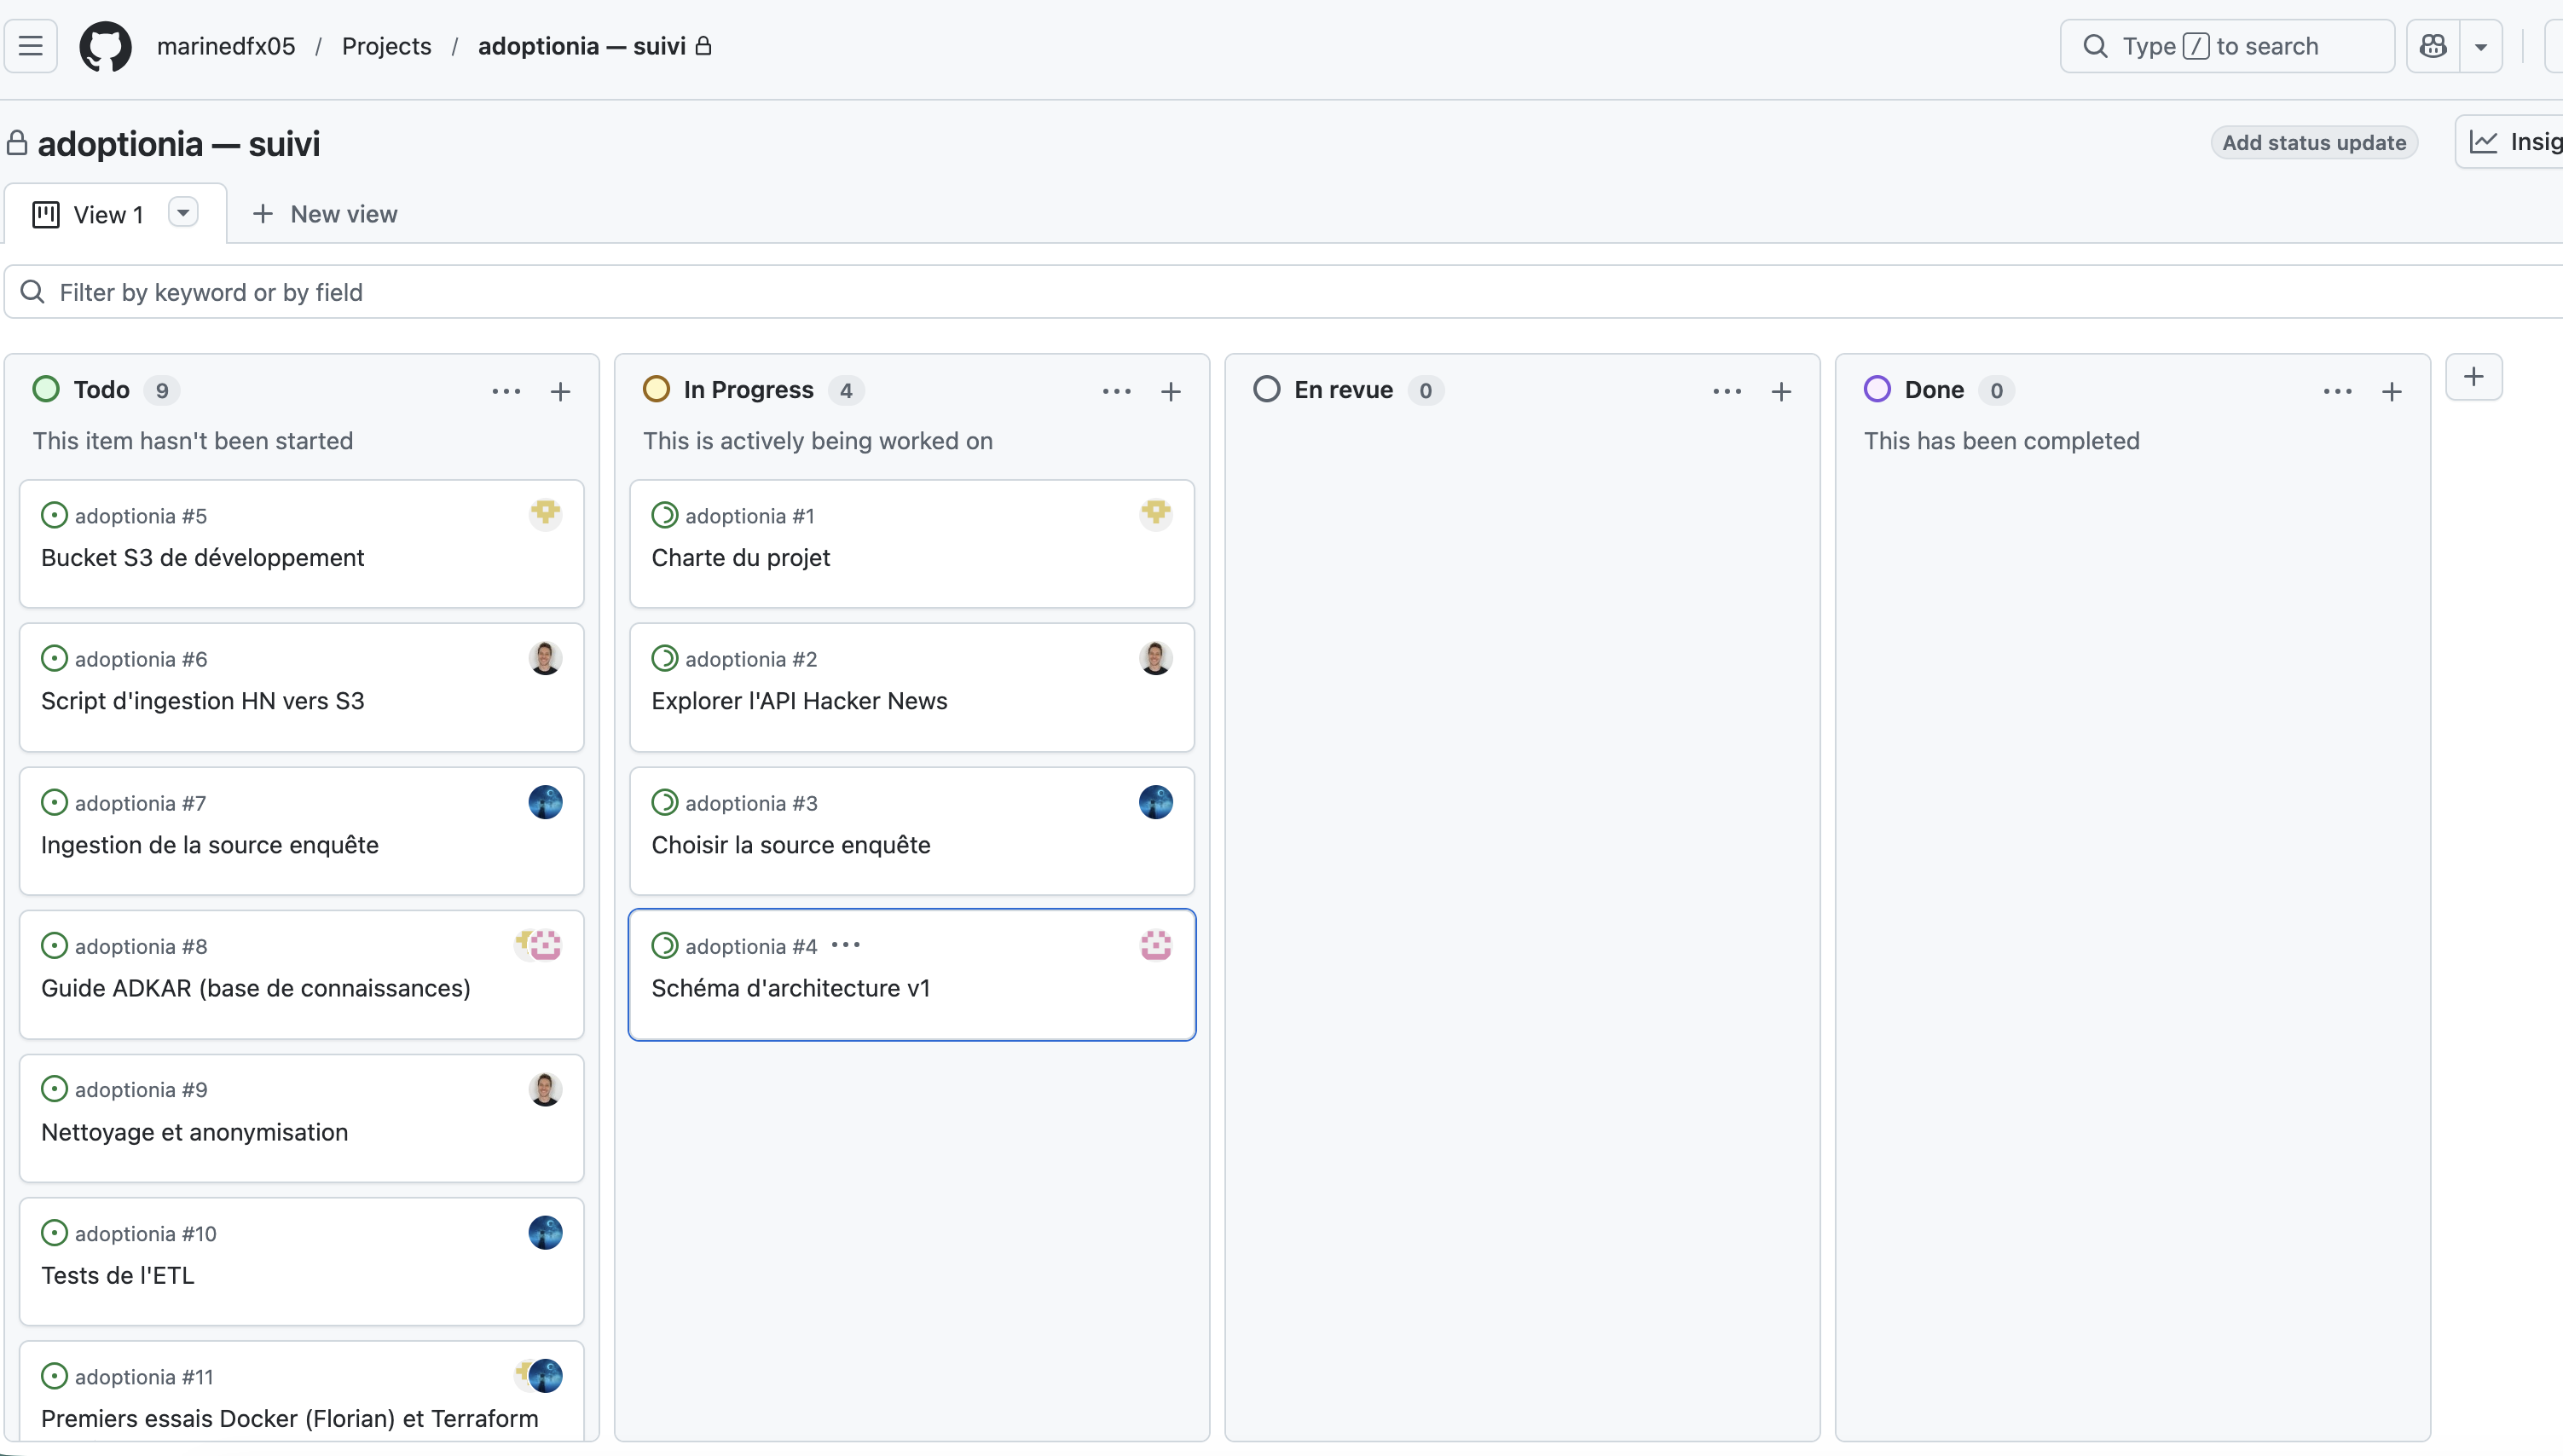 marinedfx05 / Projects / adoptionia — suivi
Type / to search
adoptionia — suivi
Add status update
View 1
New view
Filter by keyword or by field
Todo 9
This item hasn't been started
adoptionia #5
Bucket S3 de développement
adoptionia #6
Script d'ingestion HN vers S3
adoptionia #7
Ingestion de la source enquête
adoptionia #8
Guide ADKAR (base de connaissances)
adoptionia #9
Nettoyage et anonymisation
adoptionia #10
Tests de l'ETL
adoptionia #11
Premiers essais Docker (Florian) et Terraform
In Progress 4
This is actively being worked on
adoptionia #1
Charte du projet
adoptionia #2
Explorer l'API Hacker News
adoptionia #3
Choisir la source enquête
adoptionia #4
Schéma d'architecture v1
En revue 0
Done 0
This has been completed